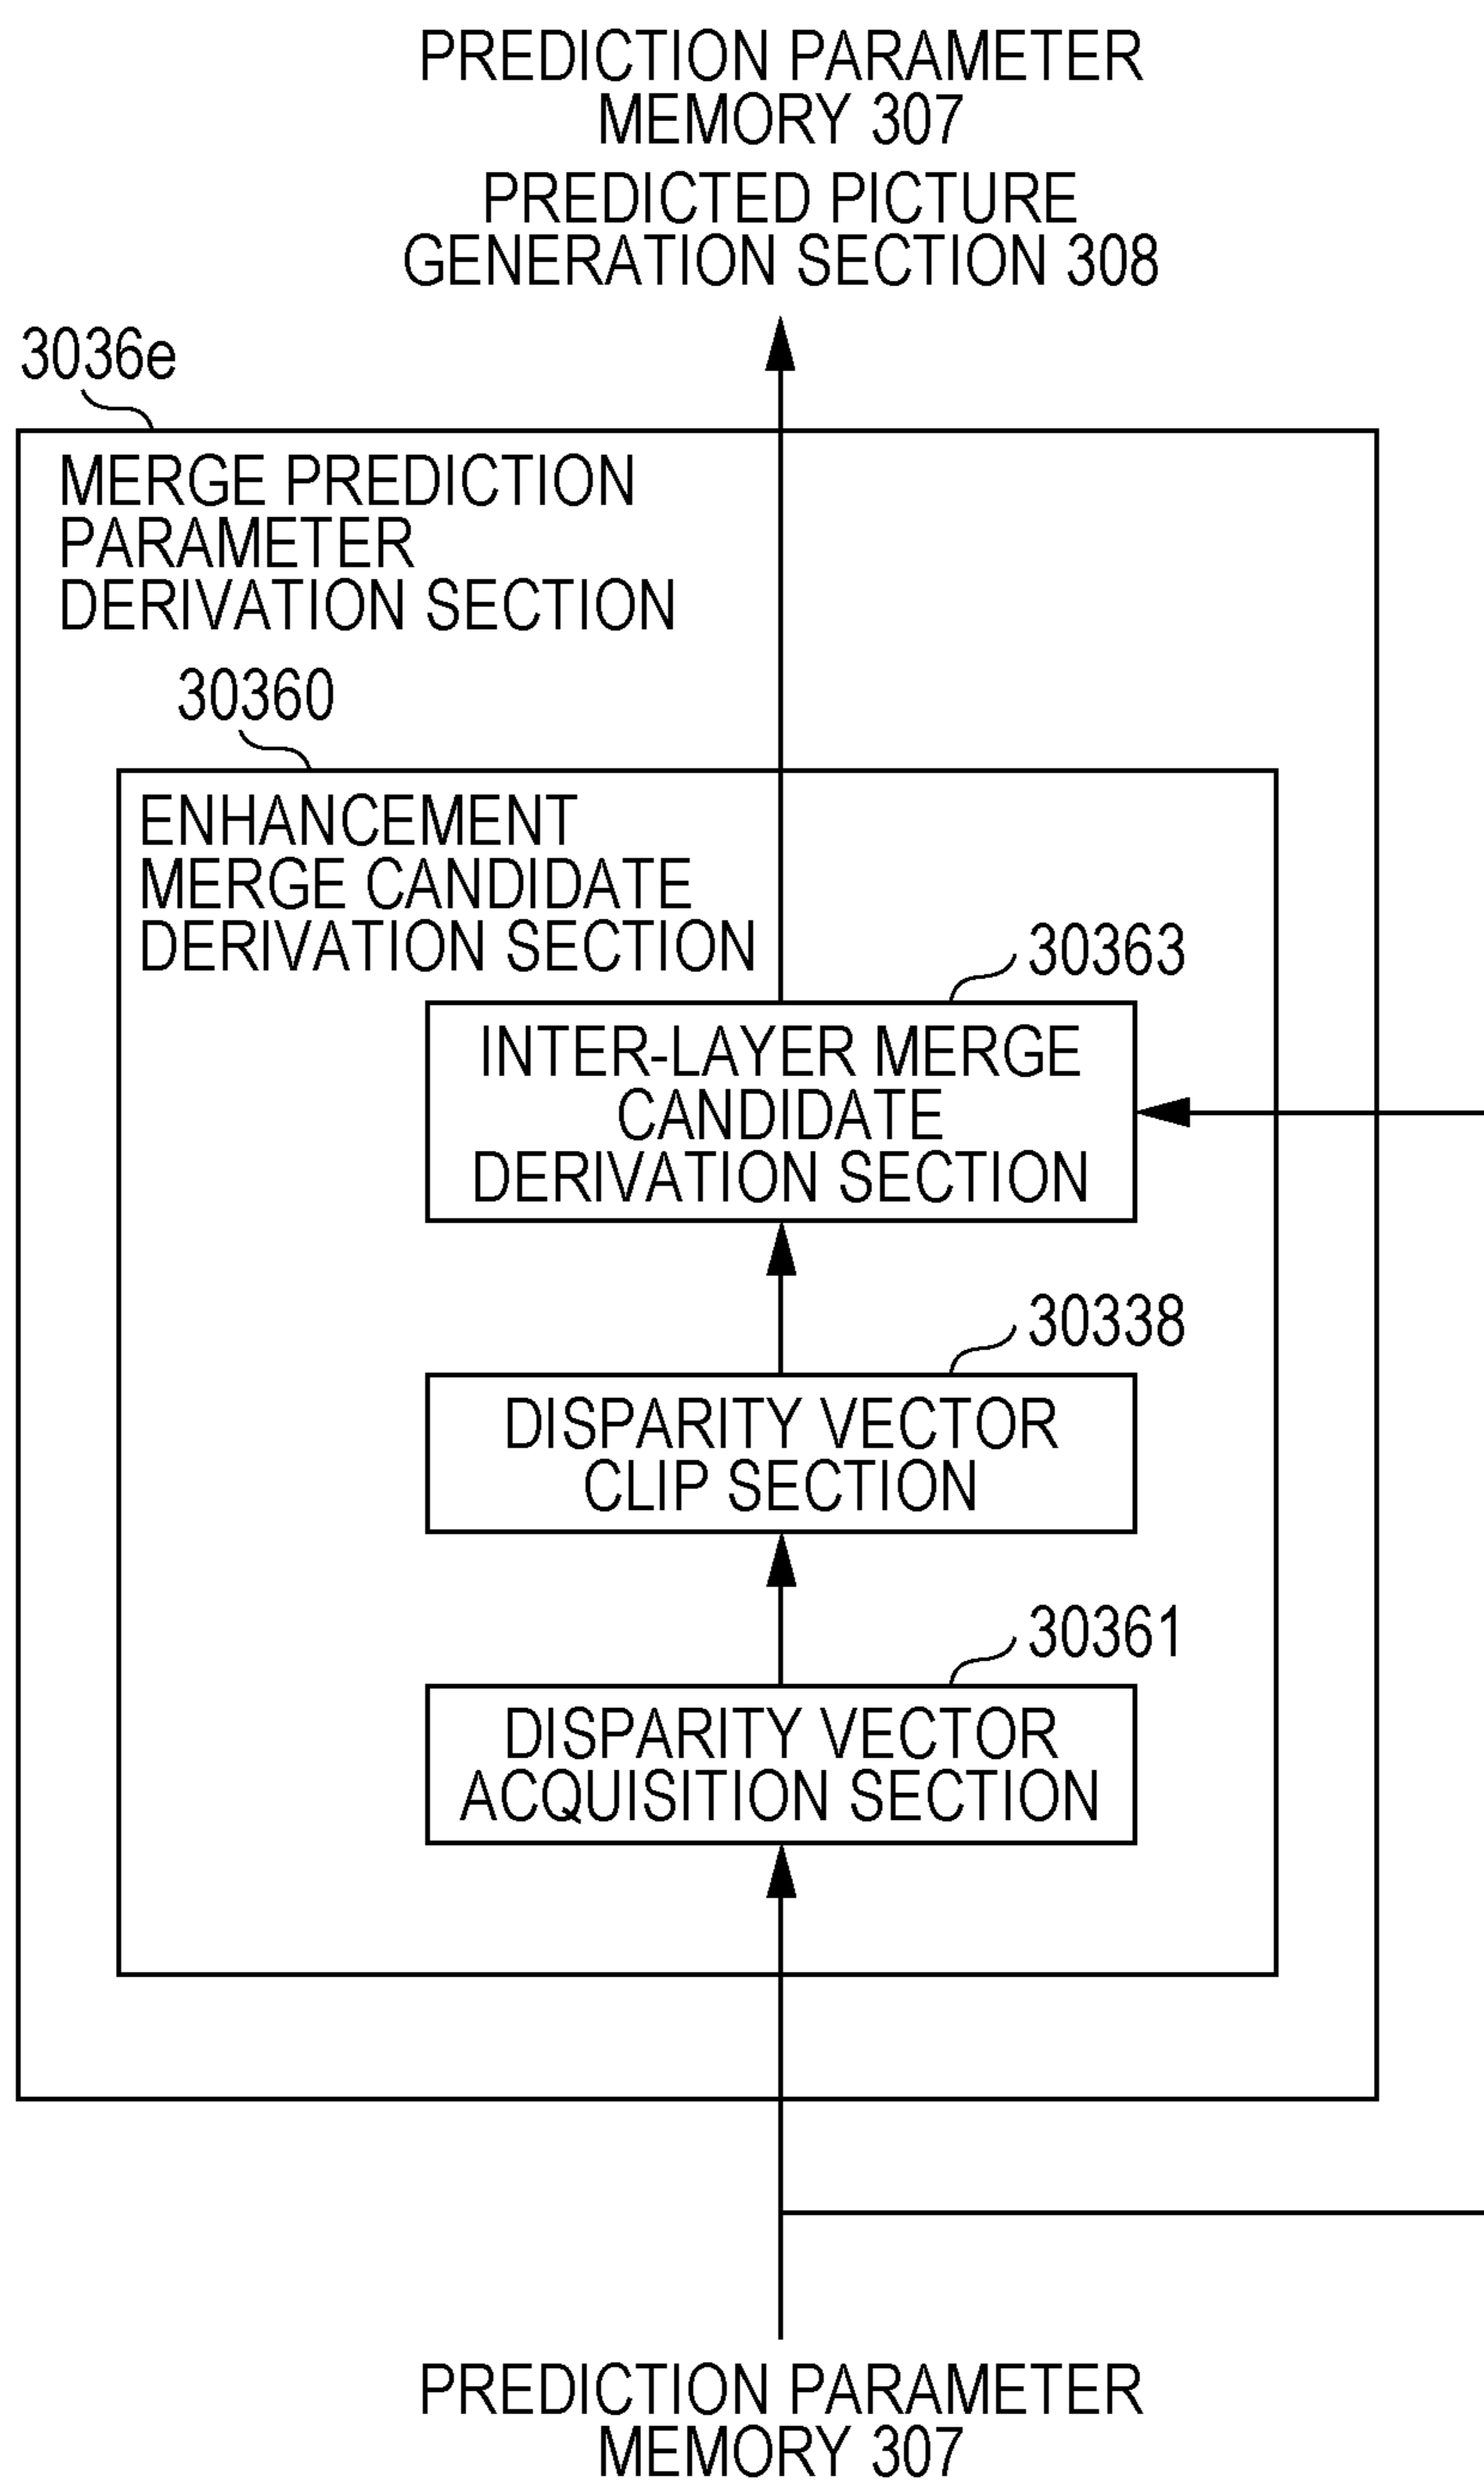 PREDICTION PARAMETER
MEMORY 307
PREDICTED PICTURE
GENERATION SECTION 308
3036e
MERGE PREDICTION
PARAMETER
DERIVATION SECTION
30360
ENHANCEMENT
MERGE CANDIDATE
DERIVATION SECTION
30363
INTER-LAYER MERGE
CANDIDATE
DERIVATION SECTION
30338
DISPARITY VECTOR
CLIP SECTION
30361
DISPARITY VECTOR
ACQUISITION SECTION
PREDICTION PARAMETER
MEMORY 307